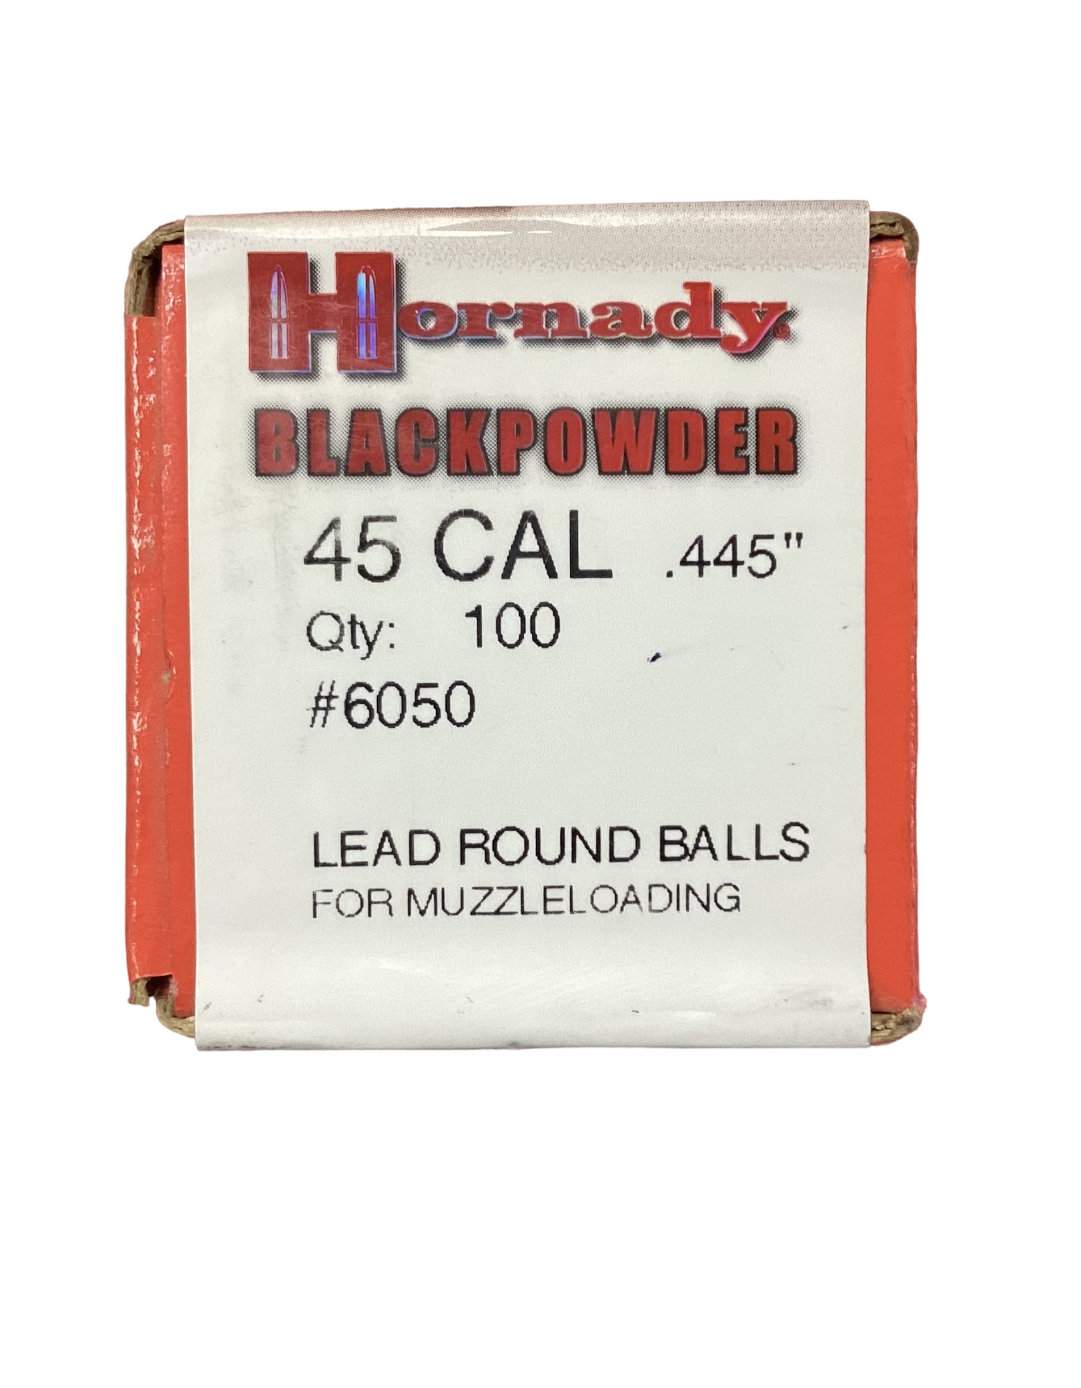 Hornady®
BLACKPOWDER
45 CAL .445"
Qty: 100
#6050
LEAD ROUND BALLS
FOR MUZZLELOADING